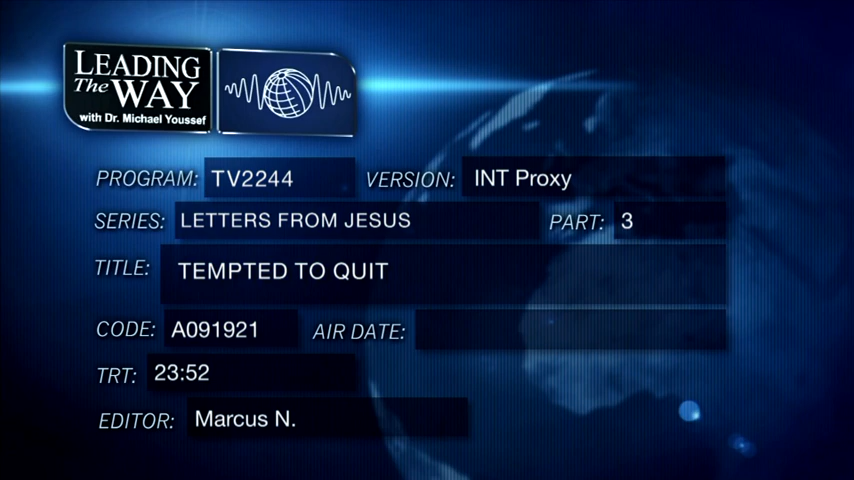 LEADING
The WAY
with Dr. Michael Youssef
PROGRAM: TV2244 VERSION: INT Proxy
SERIES: LETTERS FROM JESUS PART: 3
TITLE: TEMPTED TO QUIT
CODE: A091921 AIR DATE:
TRT: 23:52
EDITOR: Marcus N.